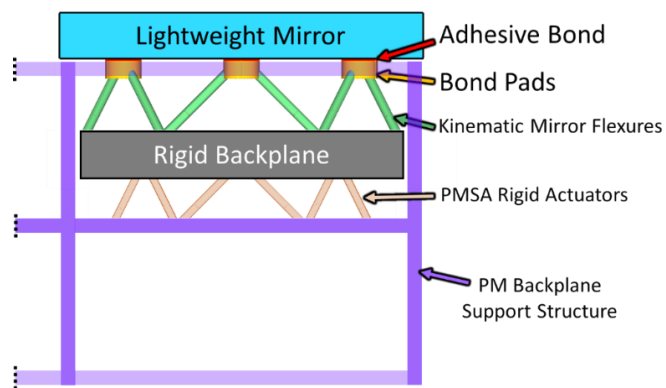 Lightweight Mirror
Adhesive Bond
Bond Pads
Kinematic Mirror Flexures
Rigid Backplane
PMSA Rigid Actuators
PM Backplane
Support Structure